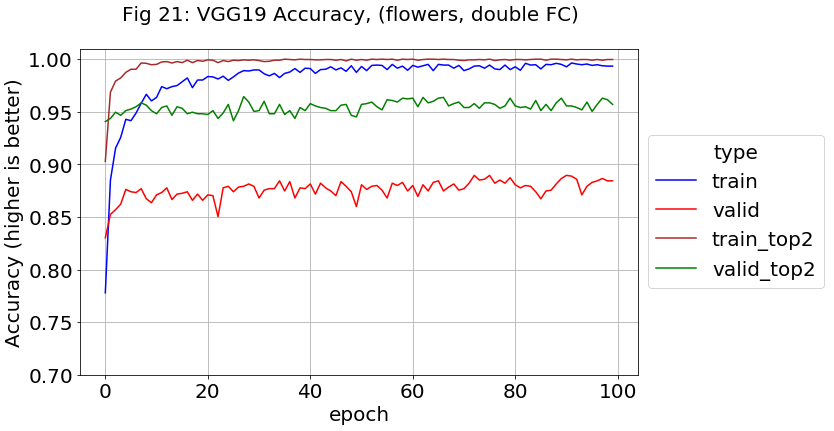 Fig 21: VGG19 Accuracy, (flowers, double FC)
Accuracy (higher is better)
1.00
0.95
0.90
0.85
0.80
0.75
0.70
0 20 40 60 80 100
epoch
type
train
valid
train_top2
valid_top2